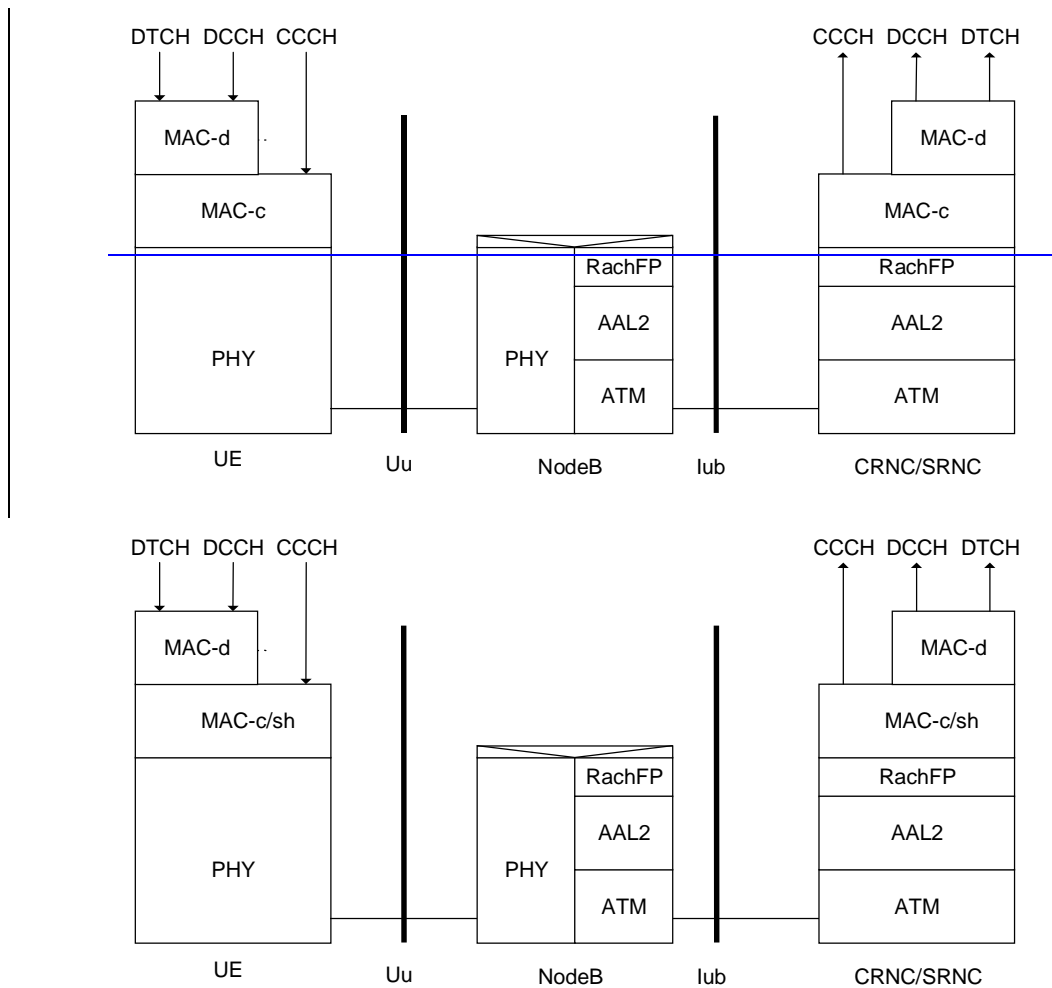 DTCH DCCH CCCH CCCH DCCH DTCH
MAC-d MAC-d
MAC-c MAC-c
RachFP RachFP
AAL2 AAL2
PHY PHY
ATM ATM
UE Uu NodeB Iub CRNC/SRNC
DTCH DCCH CCCH CCCH DCCH DTCH
MAC-d MAC-d
MAC-c/sh MAC-c/sh
RachFP RachFP
AAL2 AAL2
PHY PHY
ATM ATM
UE Uu NodeB Iub CRNC/SRNC